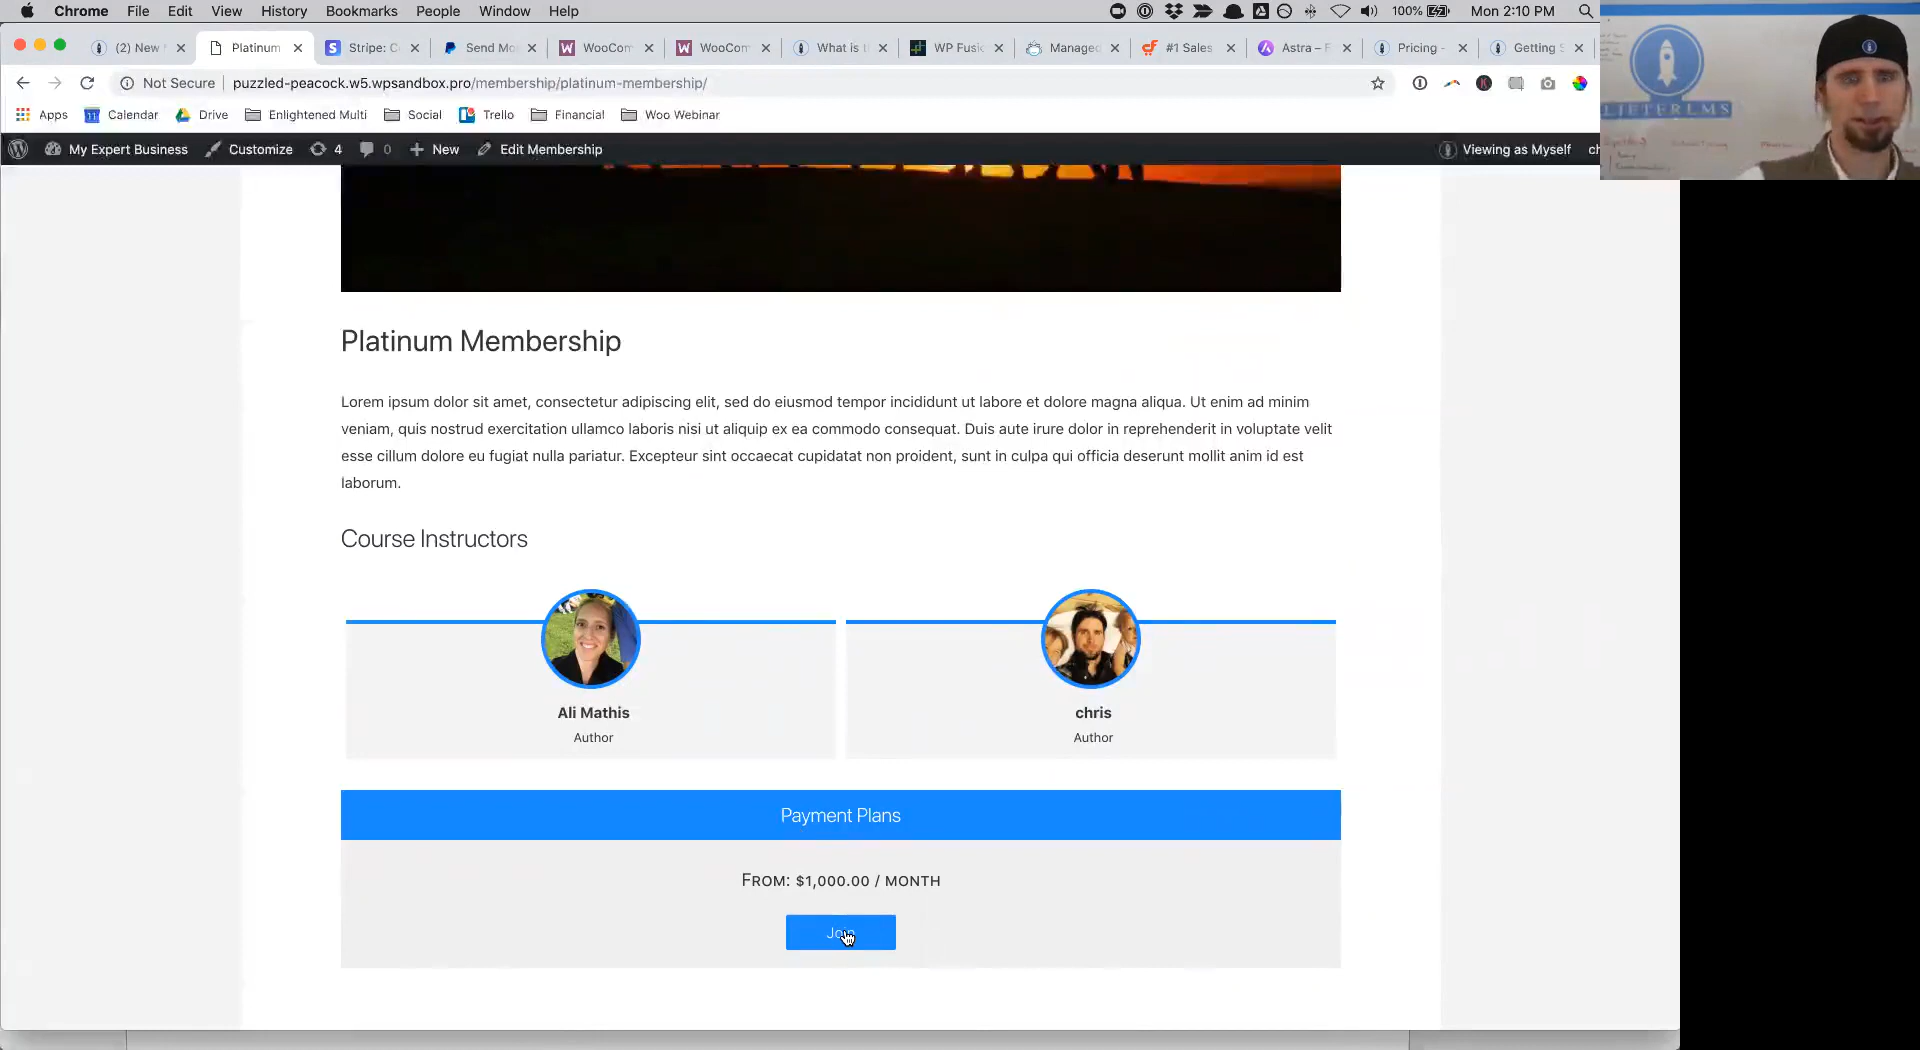 Chrome File Edit View History Bookmarks People Window Help 100% Mon 2:10 PM
(2) New Platinum Stripe: C Send Mo WooCom WooCom What is t WP Fusi Managed #1 Sales Astra – F Pricing - Getting S
Not Secure puzzled-peacock.w5.wpsandbox.pro/membership/platinum-membership/
Apps Calendar Drive Enlightened Multi Social Trello Financial Woo Webinar
My Expert Business Customize 4 0 New Edit Membership Viewing as Myself ch
Platinum Membership
Lorem ipsum dolor sit amet, consectetur adipiscing elit, sed do eiusmod tempor incididunt ut labore et dolore magna aliqua. Ut enim ad minim
veniam, quis nostrud exercitation ullamco laboris nisi ut aliquip ex ea commodo consequat. Duis aute irure dolor in reprehenderit in voluptate velit
esse cillum dolore eu fugiat nulla pariatur. Excepteur sint occaecat cupidatat non proident, sunt in culpa qui officia deserunt mollit anim id est
laborum.
Course Instructors
Ali Mathis
Author
chris
Author
Payment Plans
From: $1,000.00 / month
Join